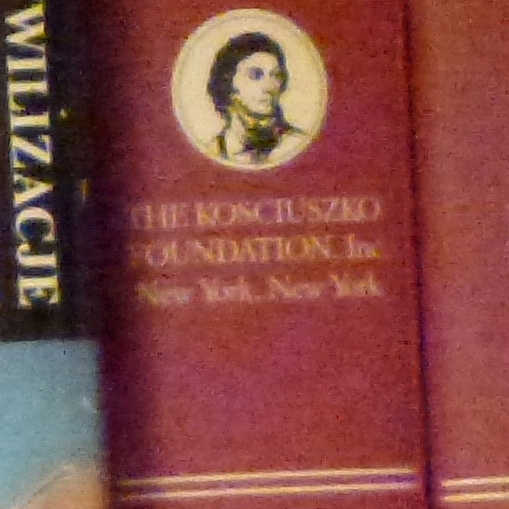 WILIZACJE
THE KOSCIUSZKO
FOUNDATION, Inc
New York, New York